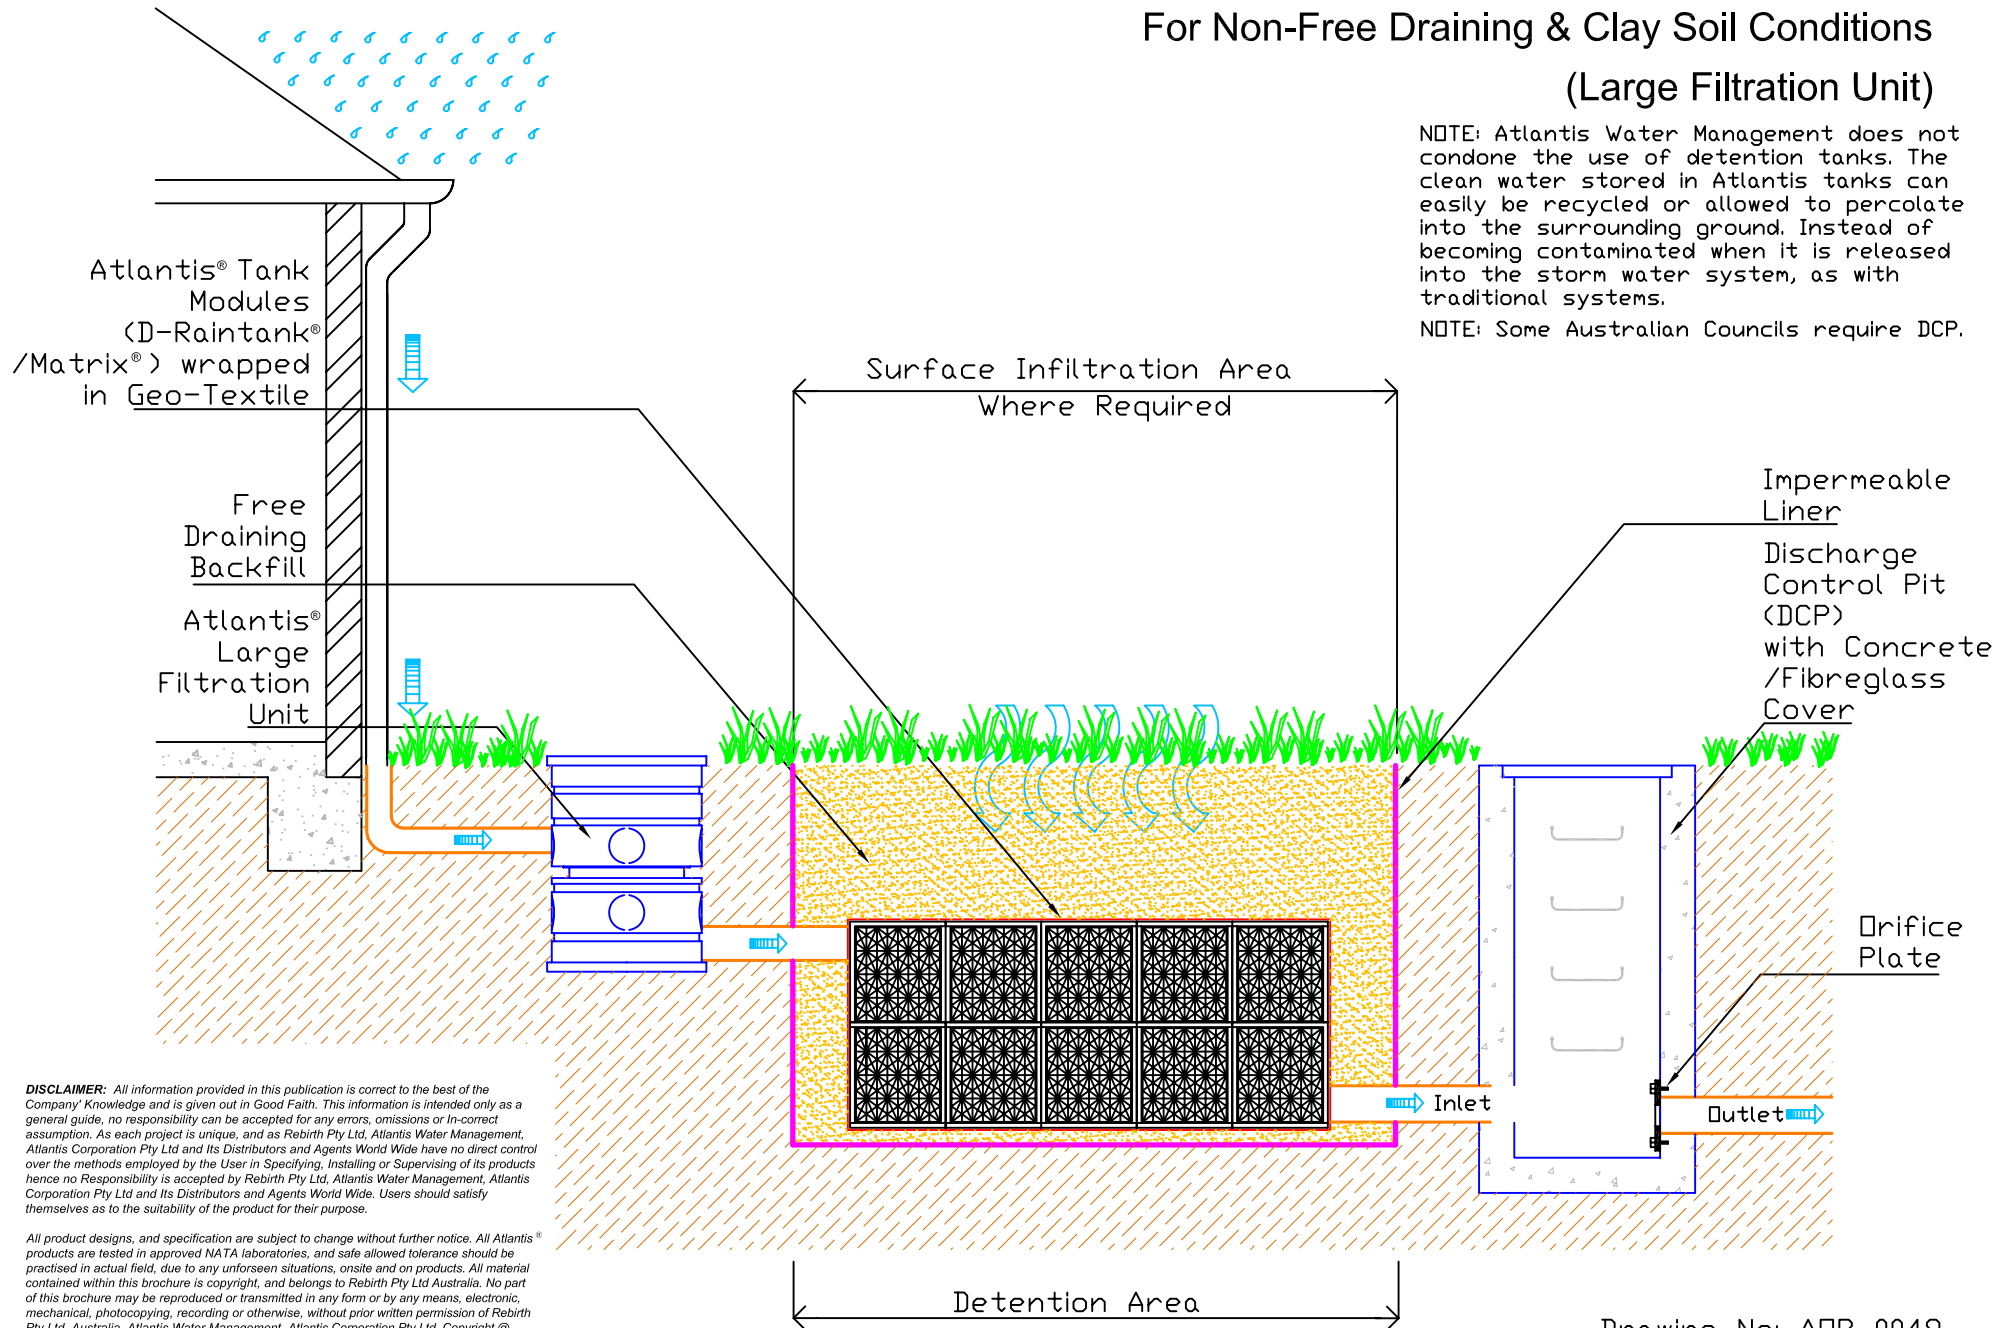 For Non-Free Draining & Clay Soil Conditions
(Large Filtration Unit)
NOTE: Atlantis Water Management does not
condone the use of detention tanks. The
clean water stored in Atlantis tanks can
easily be recycled or allowed to percolate
into the surrounding ground. Instead of
becoming contaminated when it is released
into the storm water system, as with
traditional systems.
NOTE: Some Australian Councils require DCP.
Atlantis® Tank
Modules
(D-Raintank®
/Matrix®) wrapped
in Geo-Textile
Surface Infiltration Area
Where Required
Free
Draining
Backfill
Atlantis®
Large
Filtration
Unit
Impermeable
Liner
Discharge
Control Pit
(DCP)
with Concrete
/Fibreglass
Cover
Orifice
Plate
Inlet
Outlet
DISCLAIMER: All information provided in this publication is correct to the best of the
Company' Knowledge and is given out in Good Faith. This information is intended only as a
general guide, no responsibility can be accepted for any errors, omissions or In-correct
assumption. As each project is unique, and as Rebirth Pty Ltd, Atlantis Water Management,
Atlantis Corporation Pty Ltd and Its Distributors and Agents World Wide have no direct control
over the methods employed by the User in Specifying, Installing or Supervising of its products
hence no Responsibility is accepted by Rebirth Pty Ltd, Atlantis Water Management, Atlantis
Corporation Pty Ltd and Its Distributors and Agents World Wide. Users should satisfy
themselves as to the suitability of the product for their purpose.
All product designs, and specification are subject to change without further notice. All Atlantis®
products are tested in approved NATA laboratories, and safe allowed tolerance should be
practised in actual field, due to any unforseen situations, onsite and on products. All material
contained within this brochure is copyright, and belongs to Rebirth Pty Ltd Australia. No part
of this brochure may be reproduced or transmitted in any form or by any means, electronic,
mechanical, photocopying, recording or otherwise, without prior written permission of Rebirth
Pty Ltd, Australia, Atlantis Water Management, Atlantis Corporation Pty Ltd, Copyright @
Detention Area
Drawing No: